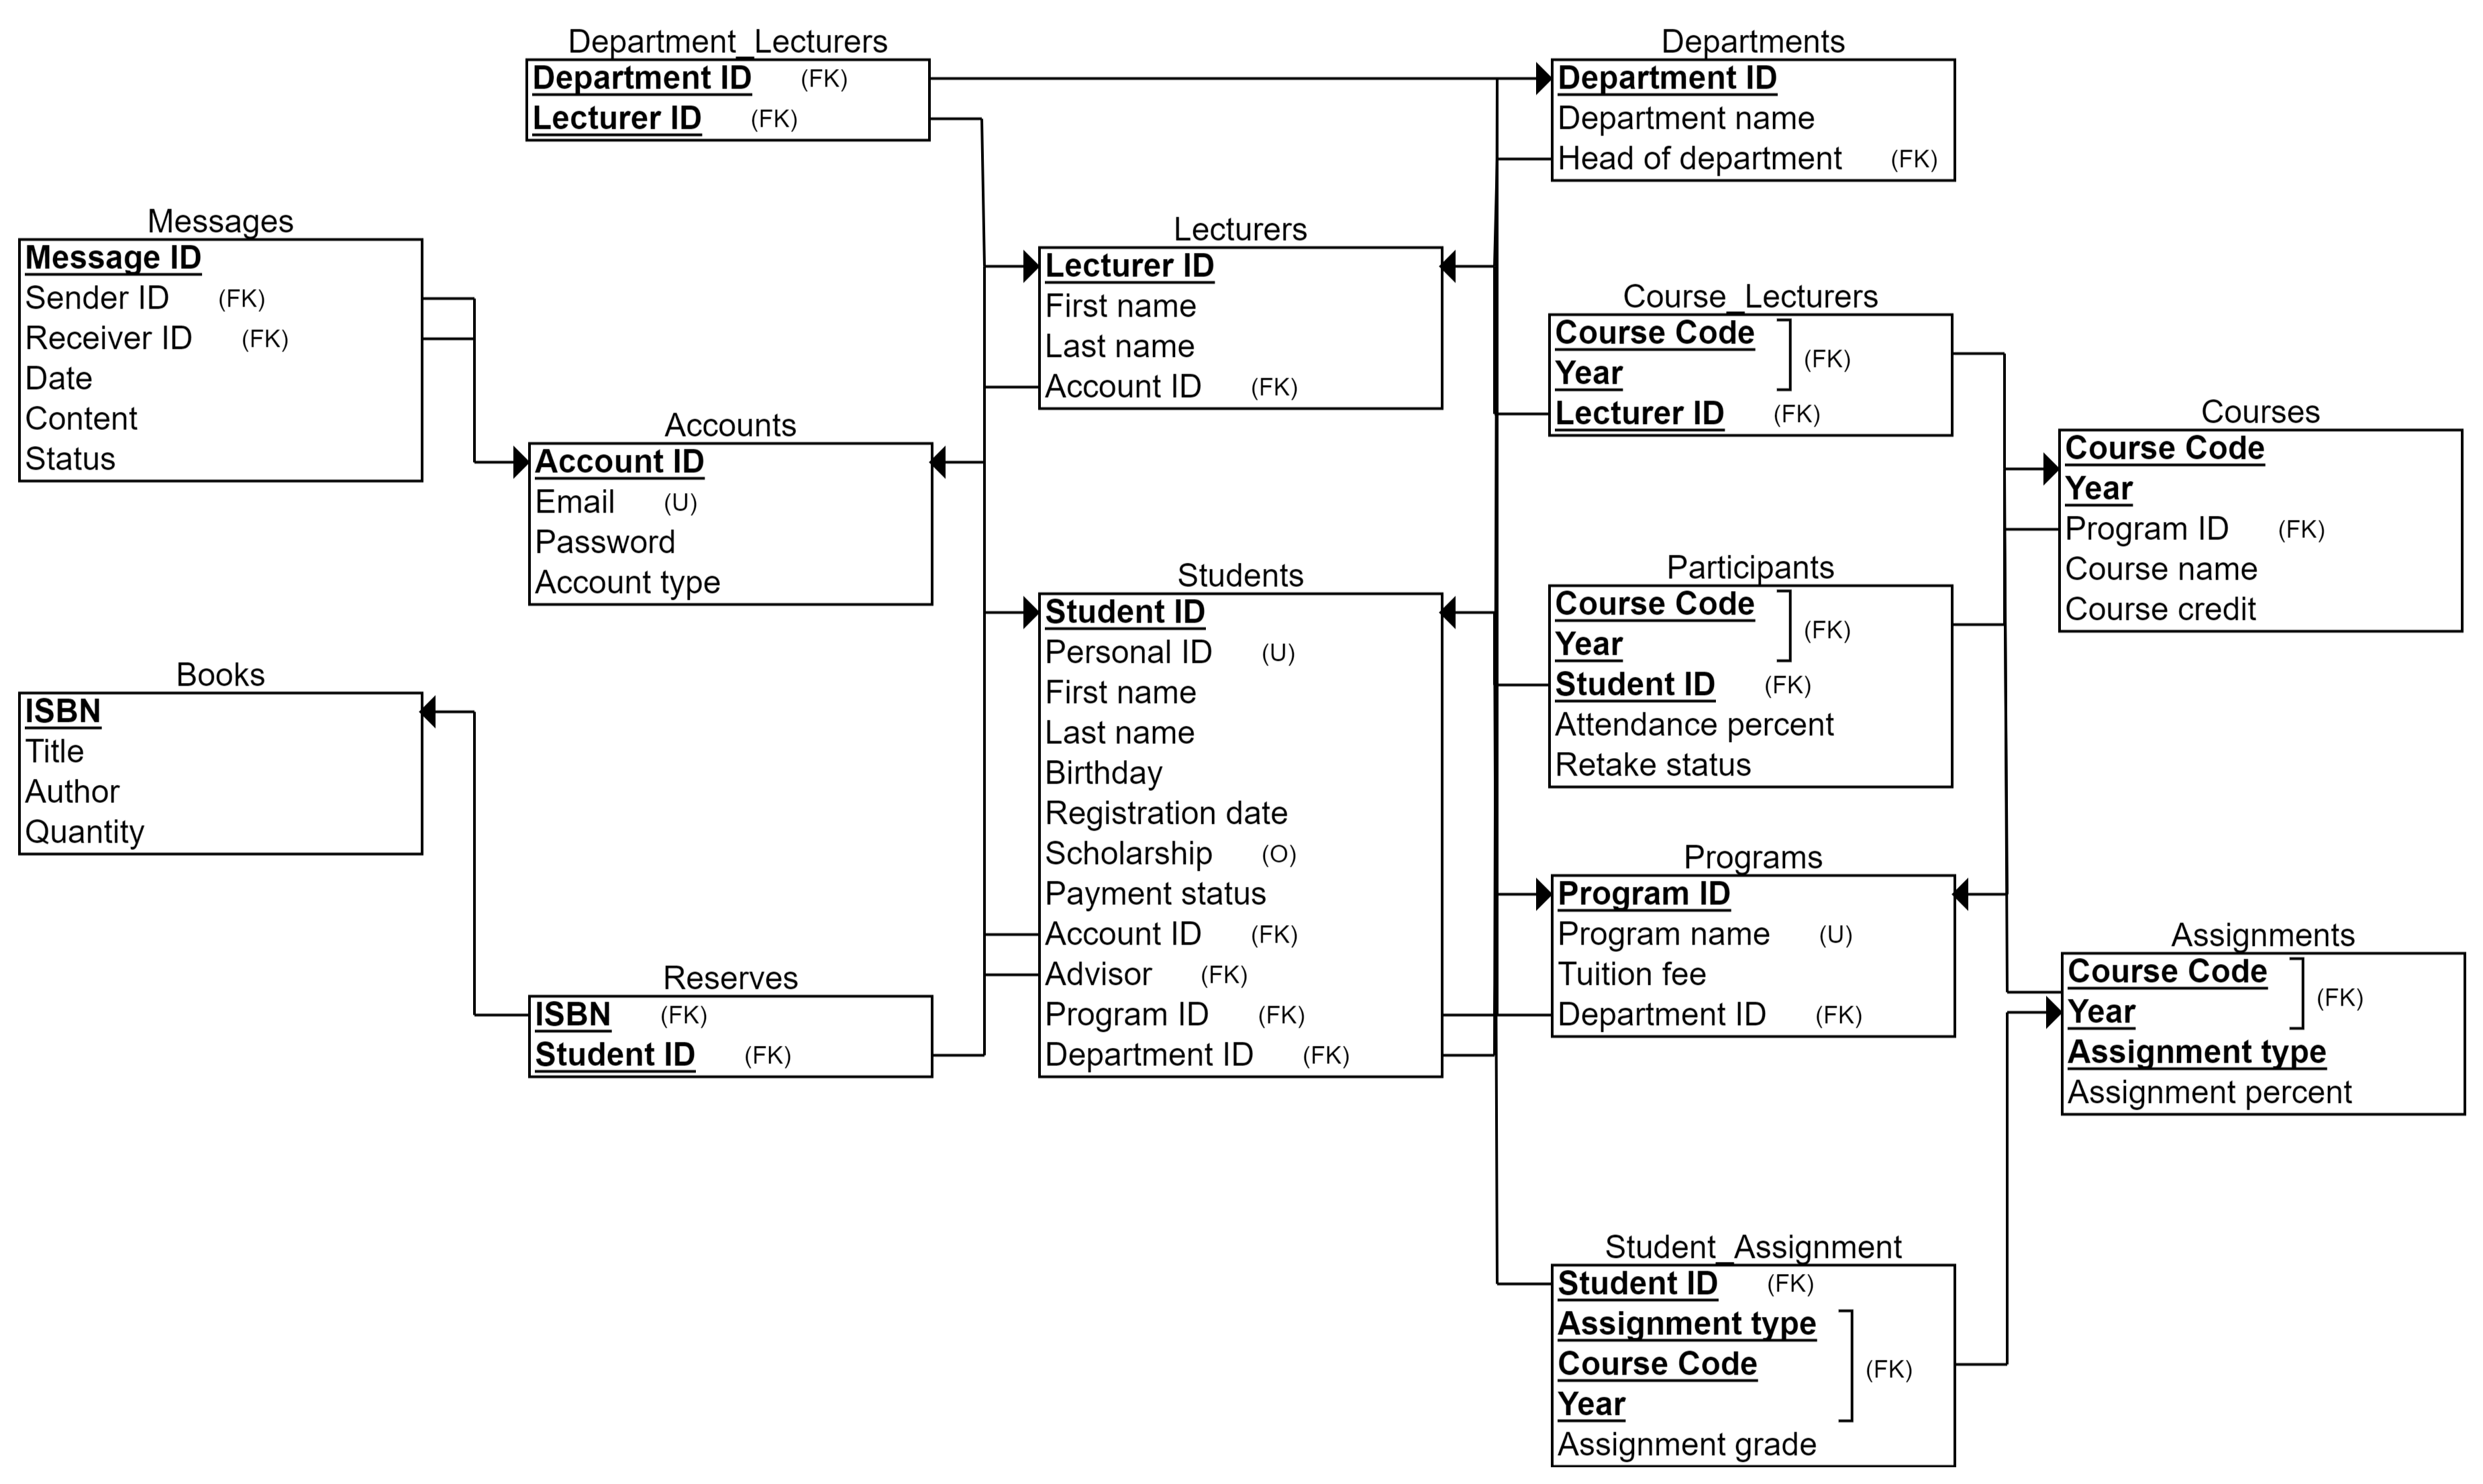 Department_Lecturers
Department ID (FK)
Lecturer ID (FK)
Departments
Department ID
Department name
Head of department (FK)
Messages
Message ID
Sender ID (FK)
Receiver ID (FK)
Date
Content
Status
Lecturers
Lecturer ID
First name
Last name
Account ID (FK)
Course_Lecturers
Course Code
Year
(FK)
Lecturer ID (FK)
Courses
Course Code
Year
Program ID (FK)
Course name
Course credit
Accounts
Account ID
Email (U)
Password
Account type
Students
Student ID
Personal ID (U)
First name
Last name
Birthday
Registration date
Scholarship (O)
Payment status
Account ID (FK)
Advisor (FK)
Program ID (FK)
Department ID (FK)
Participants
Course Code
Year
(FK)
Student ID (FK)
Attendance percent
Retake status
Books
ISBN
Title
Author
Quantity
Programs
Program ID
Program name (U)
Tuition fee
Department ID (FK)
Assignments
Course Code
Year
(FK)
Assignment type
Assignment percent
Reserves
ISBN (FK)
Student ID (FK)
Student_Assignment
Student ID (FK)
Assignment type
Course Code
Year
(FK)
Assignment grade